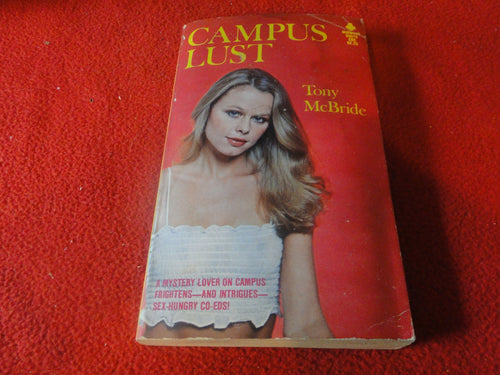 CAMPUS
LUST
Tony
McBride
A MYSTERY LOVER ON CAMPUS
FRIGHTENS—AND INTRIGUES—
SEX-HUNGRY CO-EDS!